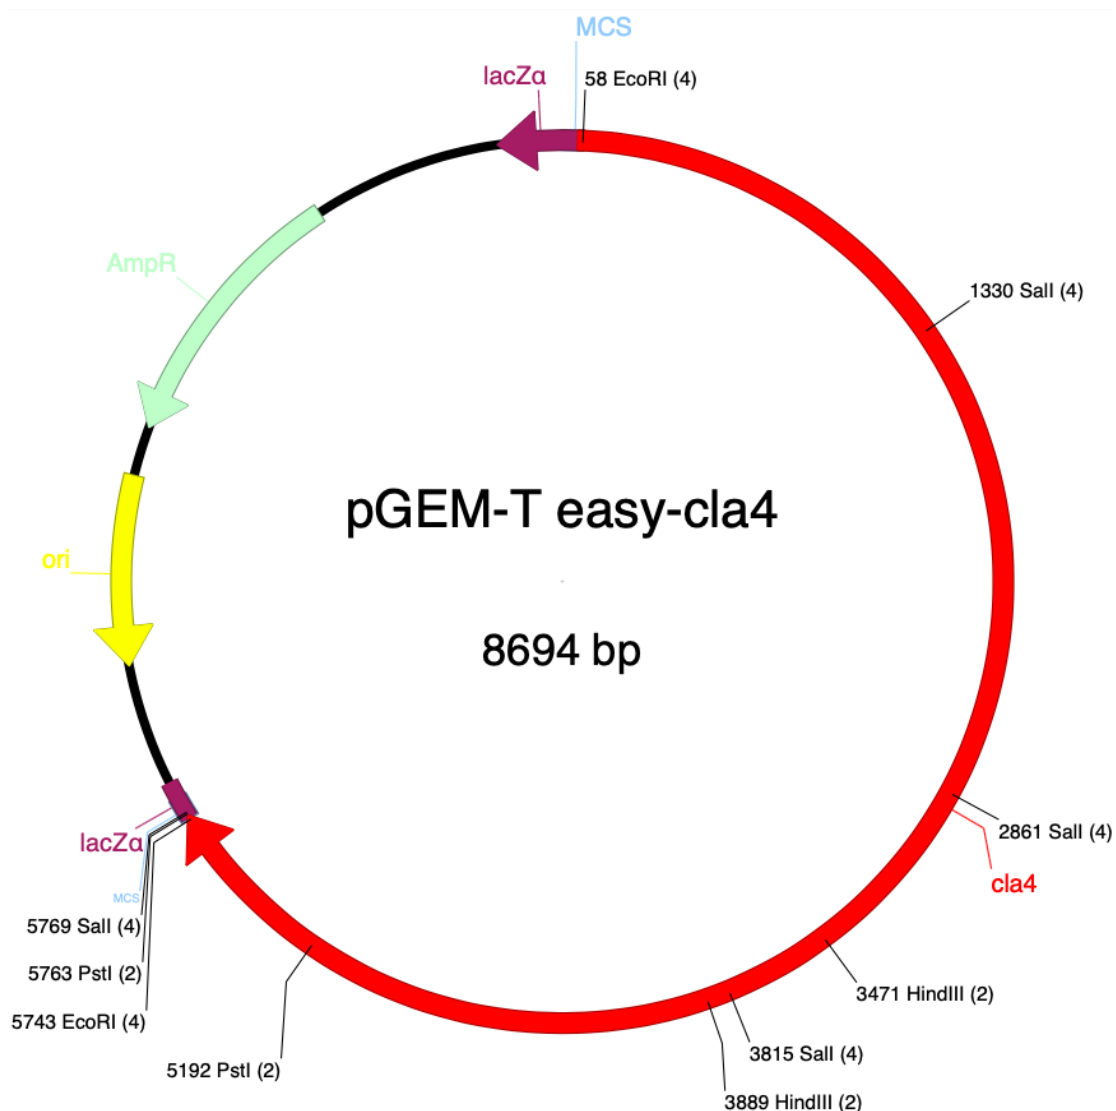 MCS
lacZα
58 EcoRI (4)
AmpR
1330 SalI (4)
pGEM-T easy-cla4
ori
8694 bp
2861 SalI (4)
lacZα
cla4
MCS
5769 SalI (4)
5763 PstI (2)
3471 HindIII (2)
5743 EcoRI (4)
3815 SalI (4)
5192 PstI (2)
3889 HindIII (2)